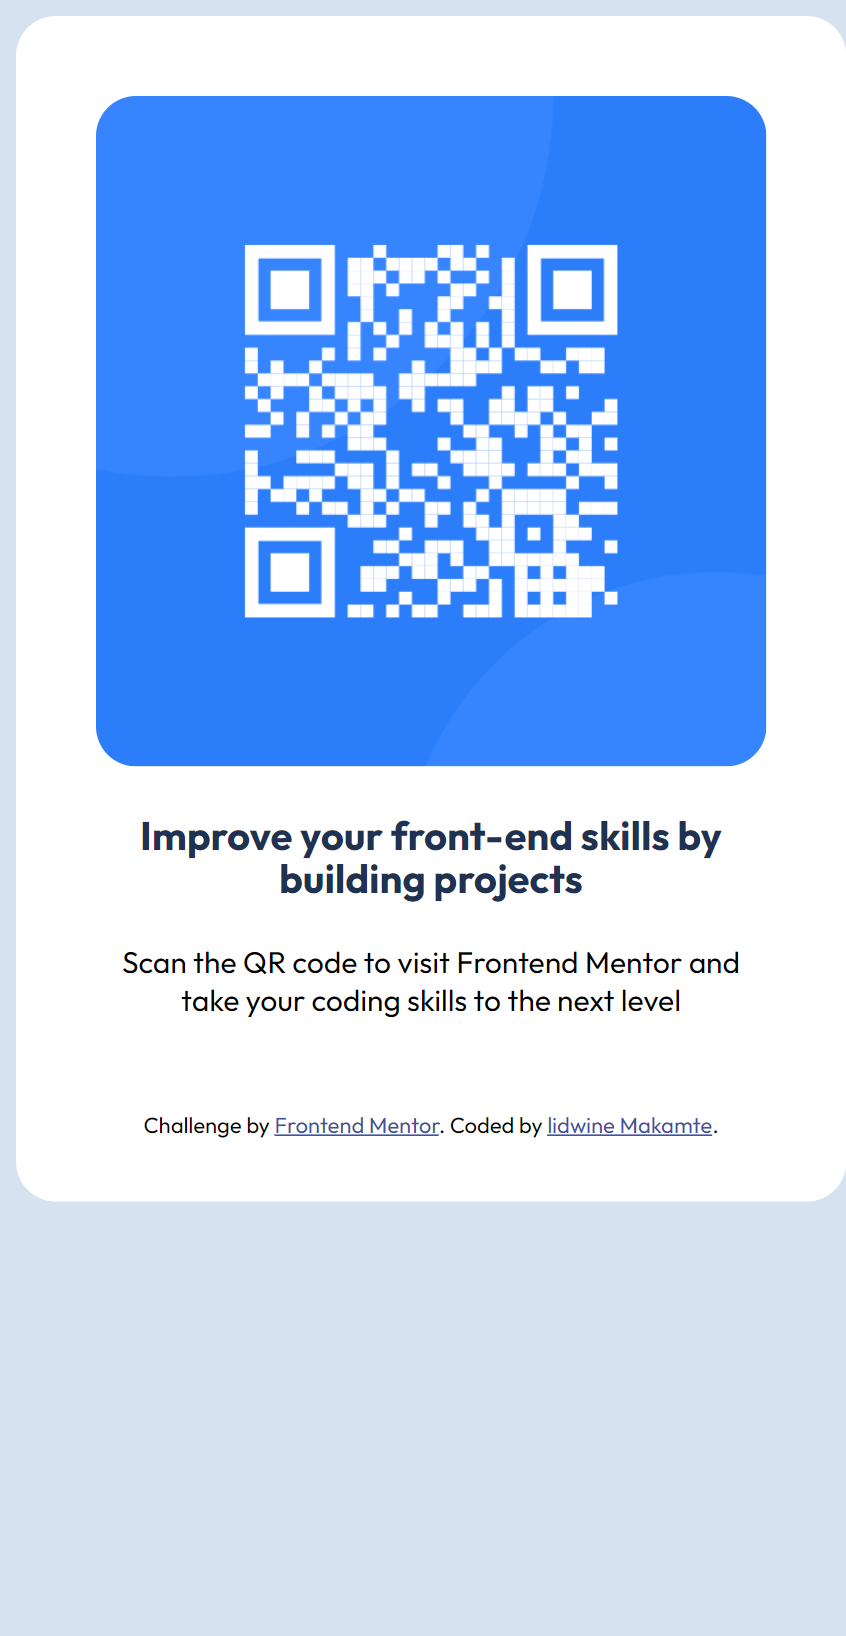 Improve your front-end skills by
building projects
Scan the QR code to visit Frontend Mentor and
take your coding skills to the next level
Challenge by Frontend Mentor. Coded by lidwine Makamte.